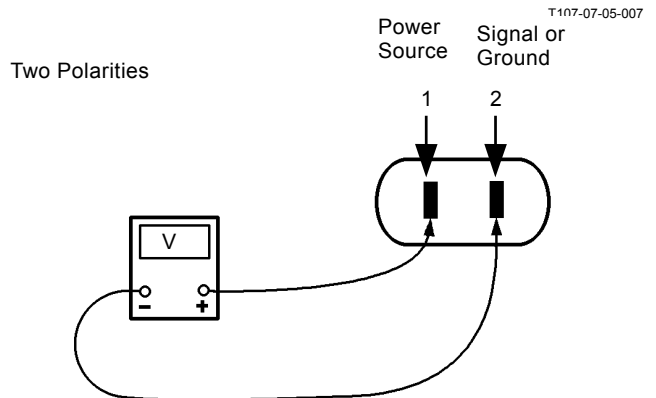 T107-07-05-007
Power
Source
Signal or
Ground
Two Polarities
1 2
V
- +